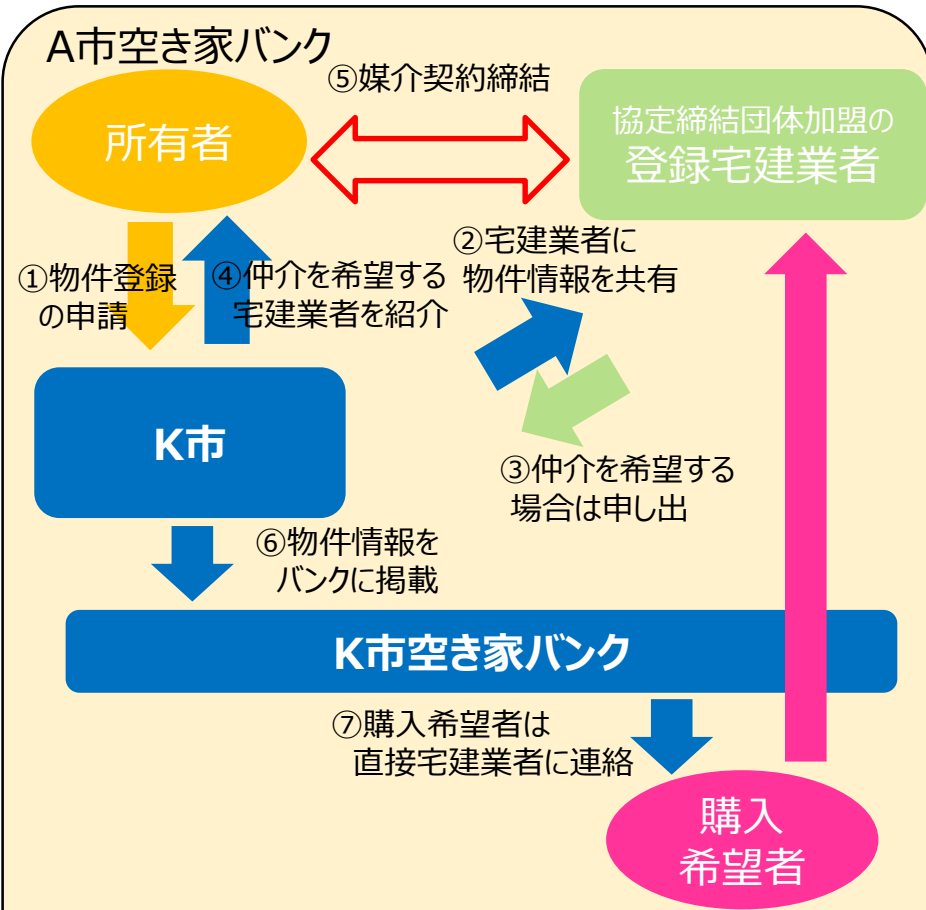 A市空き家バンク
⑤媒介契約締結
所有者
協定締結団体加盟の
登録宅建業者
①物件登録
の申請
④仲介を希望する
宅建業者を紹介
②宅建業者に
物件情報を共有
K市
③仲介を希望する
場合は申し出
⑥物件情報を
バンクに掲載
K市空き家バンク
⑦購入希望者は
直接宅建業者に連絡
購入
希望者